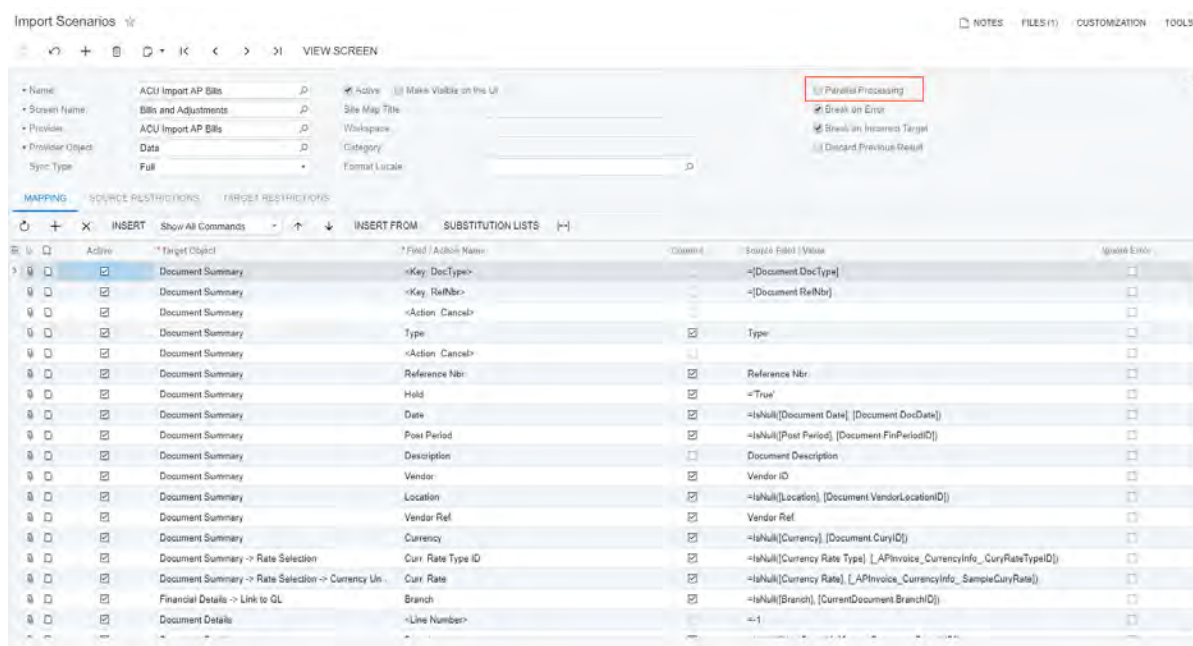 Import Scenarios
NOTES FILES(1) CUSTOMIZATION TOOLS
VIEW SCREEN
* Name: ACU Import AP Bills Active Make Visible on the UI Parallel Processing
* Screen Name: Bills and Adjustments Site Map Title Break on Error
* Provider: ACU Import AP Bills Workspace Break on Incorrect Target
* Provider Object: Data Category Discard Previous Result
Sync Type: Full Format Locale
MAPPING SOURCE RESTRICTIONS TARGET RESTRICTIONS
INSERT Show All Commands INSERT FROM SUBSTITUTION LISTS
Active * Target Object * Field / Action Name Commit Source Field / Value Ignore Error
Document Summary <Key: DocType> =[Document.DocType]
Document Summary <Key: RefNbr> =[Document.RefNbr]
Document Summary <Action: Cancel>
Document Summary Type Type
Document Summary <Action: Cancel>
Document Summary Reference Nbr. Reference Nbr.
Document Summary Hold ='True'
Document Summary Date =IsNull([Document Date], [Document.DocDate])
Document Summary Post Period =IsNull([Post Period], [Document.FinPeriodID])
Document Summary Description Document Description
Document Summary Vendor Vendor ID
Document Summary Location =IsNull([Location], [Document.VendorLocationID])
Document Summary Vendor Ref. Vendor Ref.
Document Summary Currency =IsNull([Currency], [Document.CuryID])
Document Summary -> Rate Selection Curr. Rate Type ID =IsNull([Currency Rate Type], [_APInvoice_CurrencyInfo_.CuryRateTypeID])
Document Summary -> Rate Selection -> Currency Un... Curr. Rate =IsNull([Currency Rate], [_APInvoice_CurrencyInfo_.SampleCuryRate])
Financial Details -> Link to GL Branch =IsNull([Branch], [CurrentDocument.BranchID])
Document Details <Line Number> =-1